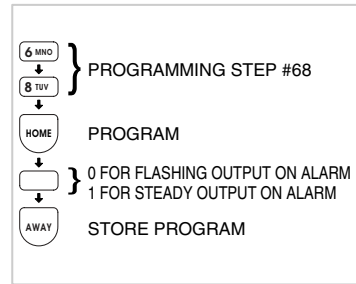 6 MNO
8 TUV
PROGRAMMING STEP #68
HOME
PROGRAM
0 FOR FLASHING OUTPUT ON ALARM
1 FOR STEADY OUTPUT ON ALARM
AWAY
STORE PROGRAM